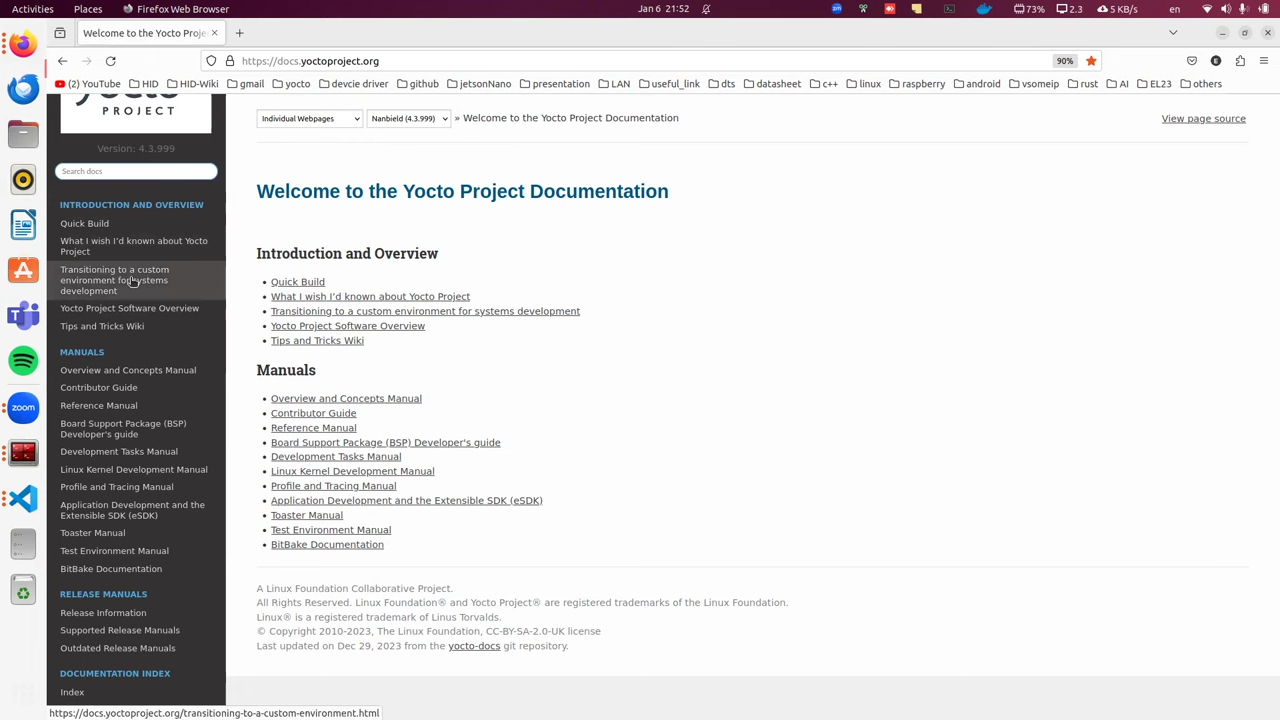 Activities
Places
Firefox Web Browser
Jan 6 21:52
73%
2.3
5 KB/s
en
Welcome to the Yocto Proje
https://docs.yoctoproject.org
90%
(2) YouTube
HID
HID-Wiki
gmail
yocto
devcie driver
github
jetsonNano
presentation
LAN
useful_link
dts
datasheet
c++
linux
raspberry
android
vsomeip
rust
AI
EL23
others
PROJECT
Version: 4.3.999
Search docs
INTRODUCTION AND OVERVIEW
Quick Build
What I wish I'd known about Yocto
Project
Transitioning to a custom
environment for systems
development
Yocto Project Software Overview
Tips and Tricks Wiki
MANUALS
Overview and Concepts Manual
Contributor Guide
Reference Manual
Board Support Package (BSP)
Developer's guide
Development Tasks Manual
Linux Kernel Development Manual
Profile and Tracing Manual
Application Development and the
Extensible SDK (eSDK)
Toaster Manual
Test Environment Manual
BitBake Documentation
RELEASE MANUALS
Release Information
Supported Release Manuals
Outdated Release Manuals
DOCUMENTATION INDEX
Index
Individual Webpages
Nanbield (4.3.999)
» Welcome to the Yocto Project Documentation
View page source
Welcome to the Yocto Project Documentation
Introduction and Overview
• Quick Build
• What I wish I'd known about Yocto Project
• Transitioning to a custom environment for systems development
• Yocto Project Software Overview
• Tips and Tricks Wiki
Manuals
• Overview and Concepts Manual
• Contributor Guide
• Reference Manual
• Board Support Package (BSP) Developer's guide
• Development Tasks Manual
• Linux Kernel Development Manual
• Profile and Tracing Manual
• Application Development and the Extensible SDK (eSDK)
• Toaster Manual
• Test Environment Manual
• BitBake Documentation
A Linux Foundation Collaborative Project.
All Rights Reserved. Linux Foundation® and Yocto Project® are registered trademarks of the Linux Foundation.
Linux® is a registered trademark of Linus Torvalds.
© Copyright 2010-2023, The Linux Foundation, CC-BY-SA-2.0-UK license
Last updated on Dec 29, 2023 from the yocto-docs git repository.
zoom
https://docs.yoctoproject.org/transitioning-to-a-custom-environment.html